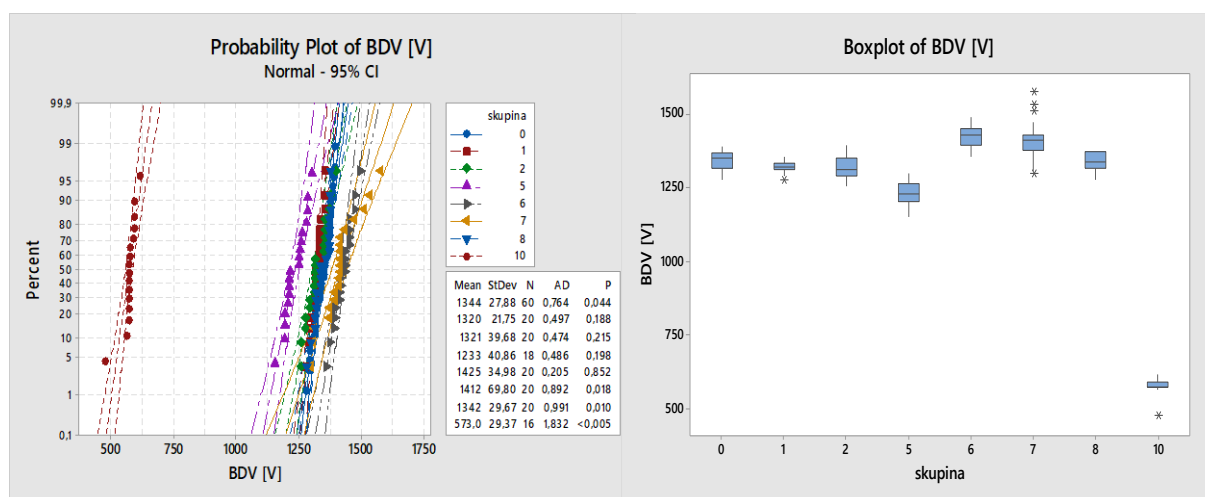 Probability Plot of BDV [V]
Normal - 95% CI
99,9
99
95
90
80
70
60
50
40
30
20
10
5
1
0,1
Percent
500
750
1000
1250
1500
1750
BDV [V]
skupina
0
1
2
5
6
7
8
10
Mean StDev N AD P
1344 27,88 60 0,764 0,044
1320 21,75 20 0,497 0,188
1321 39,68 20 0,474 0,215
1233 40,86 18 0,486 0,198
1425 34,98 20 0,205 0,852
1412 69,80 20 0,892 0,018
1342 29,67 20 0,991 0,010
573,0 29,37 16 1,832 <0,005
Boxplot of BDV [V]
1500
1250
1000
750
500
BDV [V]
0 1 2 5 6 7 8 10
skupina